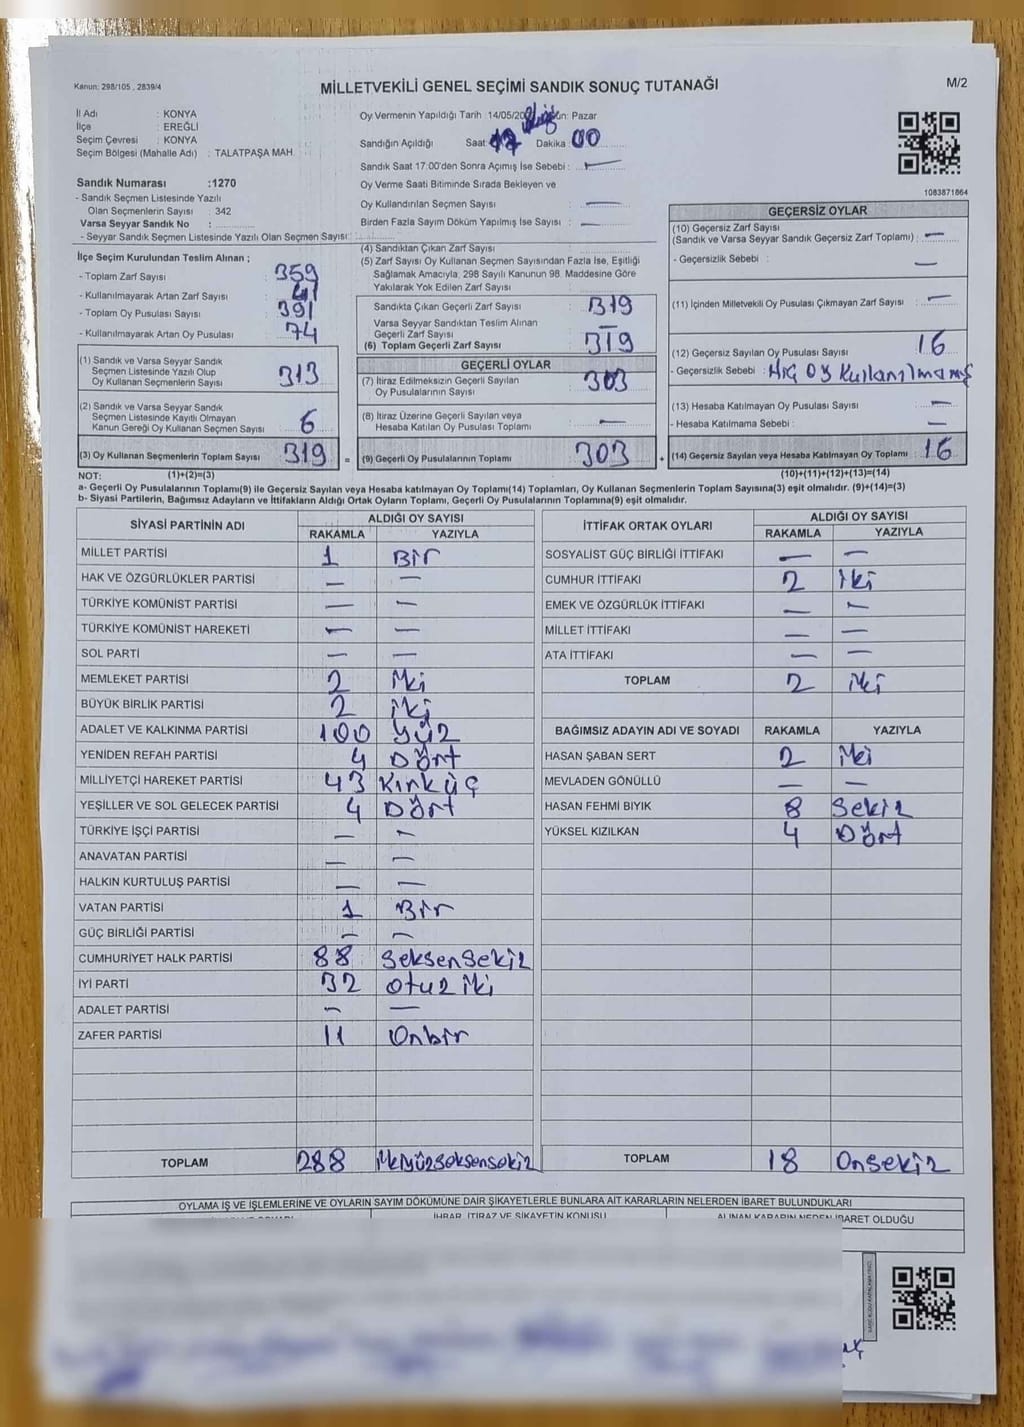 Kanun: 298/105 , 2839/4
MİLLETVEKİLİ GENEL SEÇİMİ SANDIK SONUÇ TUTANAĞI
M/2
İl Adı : KONYA
İlçe : EREĞLİ
Seçim Çevresi : KONYA
Seçim Bölgesi (Mahalle Adı) : TALATPAŞA MAH.
Sandık Numarası :1270
- Sandık Seçmen Listesinde Yazılı
Olan Seçmenlerin Sayısı : 342
Varsa Seyyar Sandık No :
- Seyyar Sandık Seçmen Listesinde Yazılı Olan Seçmen Sayısı:
Oy Vermenin Yapıldığı Tarih :14/05/20 Gün: Pazar
Sandığın Açıldığı Saat: 17 Dakika: 00
Sandık Saat 17:00'den Sonra Açımış İse Sebebi : —
Oy Verme Saati Bitiminde Sırada Bekleyen ve
Oy Kullandırılan Seçmen Sayısı : —
Birden Fazla Sayım Döküm Yapılmış İse Sayısı : —
1083871864
İlçe Seçim Kurulundan Teslim Alınan ;
- Toplam Zarf Sayısı : 359
- Kullanılmayarak Artan Zarf Sayısı : 41
- Toplam Oy Pusulası Sayısı : 391
- Kullanılmayarak Artan Oy Pusulası : 74
(1) Sandık ve Varsa Seyyar Sandık
Seçmen Listesinde Yazılı Olup
Oy Kullanan Seçmenlerin Sayısı : 313
(2) Sandık ve Varsa Seyyar Sandık
Seçmen Listesinde Kayıtlı Olmayan
Kanun Gereği Oy Kullanan Seçmen Sayısı : 6
(3) Oy Kullanan Seçmenlerin Toplam Sayısı : 319 =
(4) Sandıktan Çıkan Zarf Sayısı :
(5) Zarf Sayısı Oy Kullanan Seçmen Sayısından Fazla İse, Eşitliği
Sağlamak Amacıyla, 298 Sayılı Kanunun 98. Maddesine Göre
Yakılarak Yok Edilen Zarf Sayısı :
Sandıkta Çıkan Geçerli Zarf Sayısı : 319
Varsa Seyyar Sandıktan Teslim Alınan
Geçerli Zarf Sayısı : —
(6) Toplam Geçerli Zarf Sayısı : 319
GEÇERLİ OYLAR
(7) İtiraz Edilmeksizin Geçerli Sayılan
Oy Pusulalarının Sayısı : 303
(8) İtiraz Üzerine Geçerli Sayılan veya
Hesaba Katılan Oy Pusulası Toplamı : —
(9) Geçerli Oy Pusulalarının Toplamı : 303 +
GEÇERSİZ OYLAR
(10) Geçersiz Zarf Sayısı
(Sandık ve Varsa Seyyar Sandık Geçersiz Zarf Toplamı) : —
- Geçersizlik Sebebi : —
(11) İçinden Milletvekili Oy Pusulası Çıkmayan Zarf Sayısı : —
(12) Geçersiz Sayılan Oy Pusulası Sayısı : 16
- Geçersizlik Sebebi : Hiç oy kullanılmamış
(13) Hesaba Katılmayan Oy Pusulası Sayısı : —
- Hesaba Katılmama Sebebi : —
(14) Geçersiz Sayılan veya Hesaba Katılmayan Oy Toplamı : 16
NOT: (1)+(2)=(3) (10)+(11)+(12)+(13)=(14)
a- Geçerli Oy Pusulalarının Toplamı(9) ile Geçersiz Sayılan veya Hesaba katılmayan Oy Toplamı(14) Toplamları, Oy Kullanan Seçmenlerin Toplam Sayısına(3) eşit olmalıdır. (9)+(14)=(3)
b- Siyasi Partilerin, Bağımsız Adayların ve İttifakların Aldığı Ortak Oyların Toplamı, Geçerli Oy Pusulalarının Toplamına(9) eşit olmalıdır.
SİYASİ PARTİNİN ADI ALDIĞI OY SAYISI
RAKAMLA YAZIYLA
MİLLET PARTİSİ 1 Bir
HAK VE ÖZGÜRLÜKLER PARTİSİ — —
TÜRKİYE KOMÜNİST PARTİSİ — —
TÜRKİYE KOMÜNİST HAREKETİ — —
SOL PARTİ — —
MEMLEKET PARTİSİ 2 iki
BÜYÜK BİRLİK PARTİSİ 2 iki
ADALET VE KALKINMA PARTİSİ 100 yüz
YENİDEN REFAH PARTİSİ 4 Dört
MİLLİYETÇİ HAREKET PARTİSİ 43 Kırküç
YEŞİLLER VE SOL GELECEK PARTİSİ 4 Dört
TÜRKİYE İŞÇİ PARTİSİ — —
ANAVATAN PARTİSİ — —
HALKIN KURTULUŞ PARTİSİ — —
VATAN PARTİSİ 1 Bir
GÜÇ BİRLİĞİ PARTİSİ — —
CUMHURİYET HALK PARTİSİ 88 seksensekiz
İYİ PARTİ 32 otuz iki
ADALET PARTİSİ — —
ZAFER PARTİSİ 11 Onbir
TOPLAM 288 ikiyüzseksensekiz
İTTİFAK ORTAK OYLARI ALDIĞI OY SAYISI
RAKAMLA YAZIYLA
SOSYALİST GÜÇ BİRLİĞİ İTTİFAKI — —
CUMHUR İTTİFAKI 2 iki
EMEK VE ÖZGÜRLÜK İTTİFAKI — —
MİLLET İTTİFAKI — —
ATA İTTİFAKI — —
TOPLAM 2 iki
BAĞIMSIZ ADAYIN ADI VE SOYADI RAKAMLA YAZIYLA
HASAN ŞABAN SERT 2 iki
MEVLADEN GÖNÜLLÜ — —
HASAN FEHMİ BIYIK 8 Sekiz
YÜKSEL KIZILKAN 4 Dört
TOPLAM 18 Onsekiz
OYLAMA İŞ VE İŞLEMLERİNE VE OYLARIN SAYIM DÖKÜMÜNE DAİR ŞİKAYETLERLE BUNLARA AİT KARARLARIN NELERDEN İBARET BULUNDUKLARI
İHBAR, İTİRAZ VE ŞİKAYETİN KONUSU ALINAN KARARIN NEDEN İBARET OLDUĞU